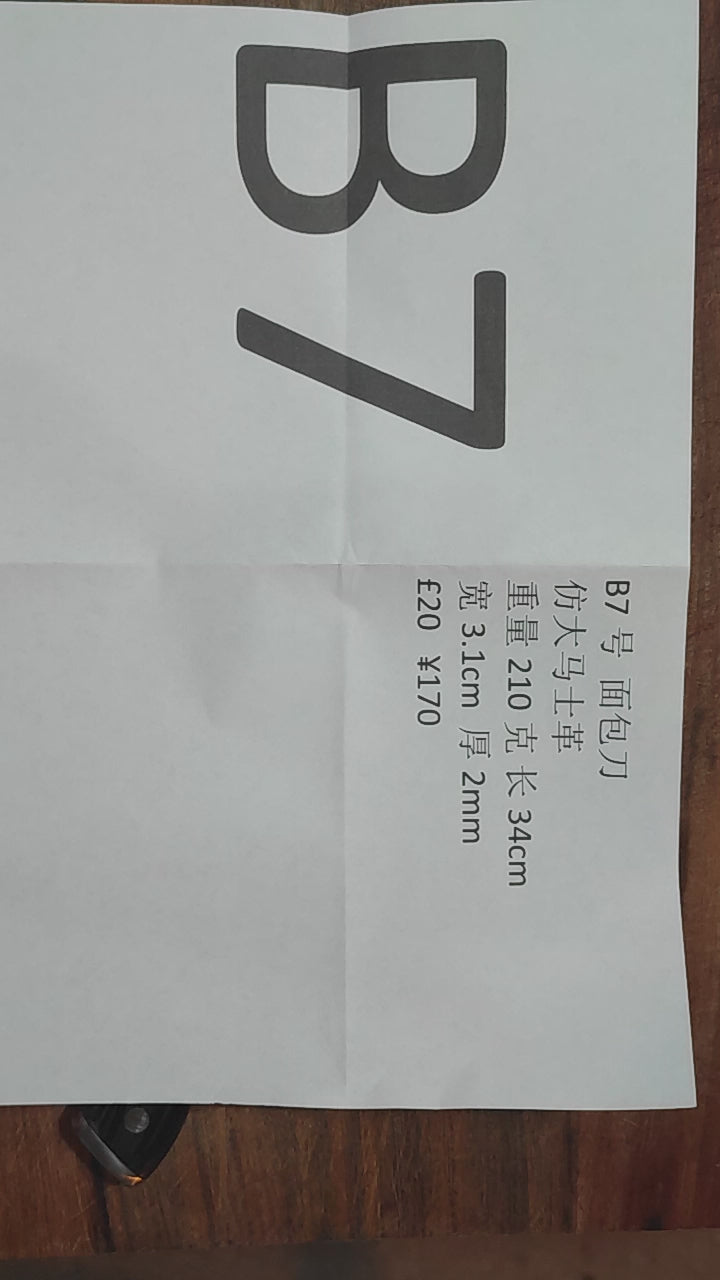 B7
B7 号 面包刀
仿大马士革
重量 210 克 长 34cm
宽 3.1cm 厚 2mm
£20 ¥170